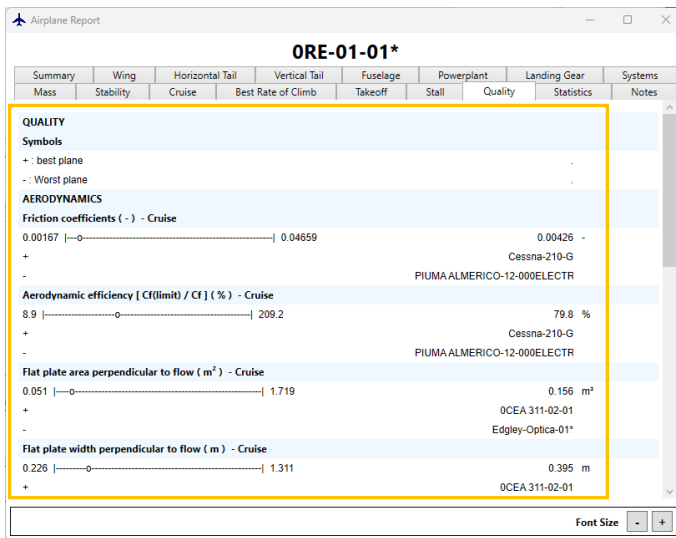 Airplane Report
0RE-01-01*
Summary Wing Horizontal Tail Vertical Tail Fuselage Powerplant Landing Gear Systems
Mass Stability Cruise Best Rate of Climb Takeoff Stall Quality Statistics Notes
QUALITY
Symbols
+ : best plane .
- : Worst plane .
AERODYNAMICS
Friction coefficients ( - ) - Cruise
0.00167 |---o-----------------------------------------------------------| 0.04659 0.00426 -
+ Cessna-210-G
- PIUMA ALMERICO-12-000ELECTR
Aerodynamic efficiency [ Cf(limit) / Cf ] ( % ) - Cruise
8.9 |----------------------o-----------------------------------------| 209.2 79.8 %
+ Cessna-210-G
- PIUMA ALMERICO-12-000ELECTR
Flat plate area perpendicular to flow ( m² ) - Cruise
0.051 |----o-----------------------------------------------------------| 1.719 0.156 m²
+ 0CEA 311-02-01
- Edgley-Optica-01*
Flat plate width perpendicular to flow ( m ) - Cruise
0.226 |---------o------------------------------------------------------| 1.311 0.395 m
+ 0CEA 311-02-01
Font Size - +